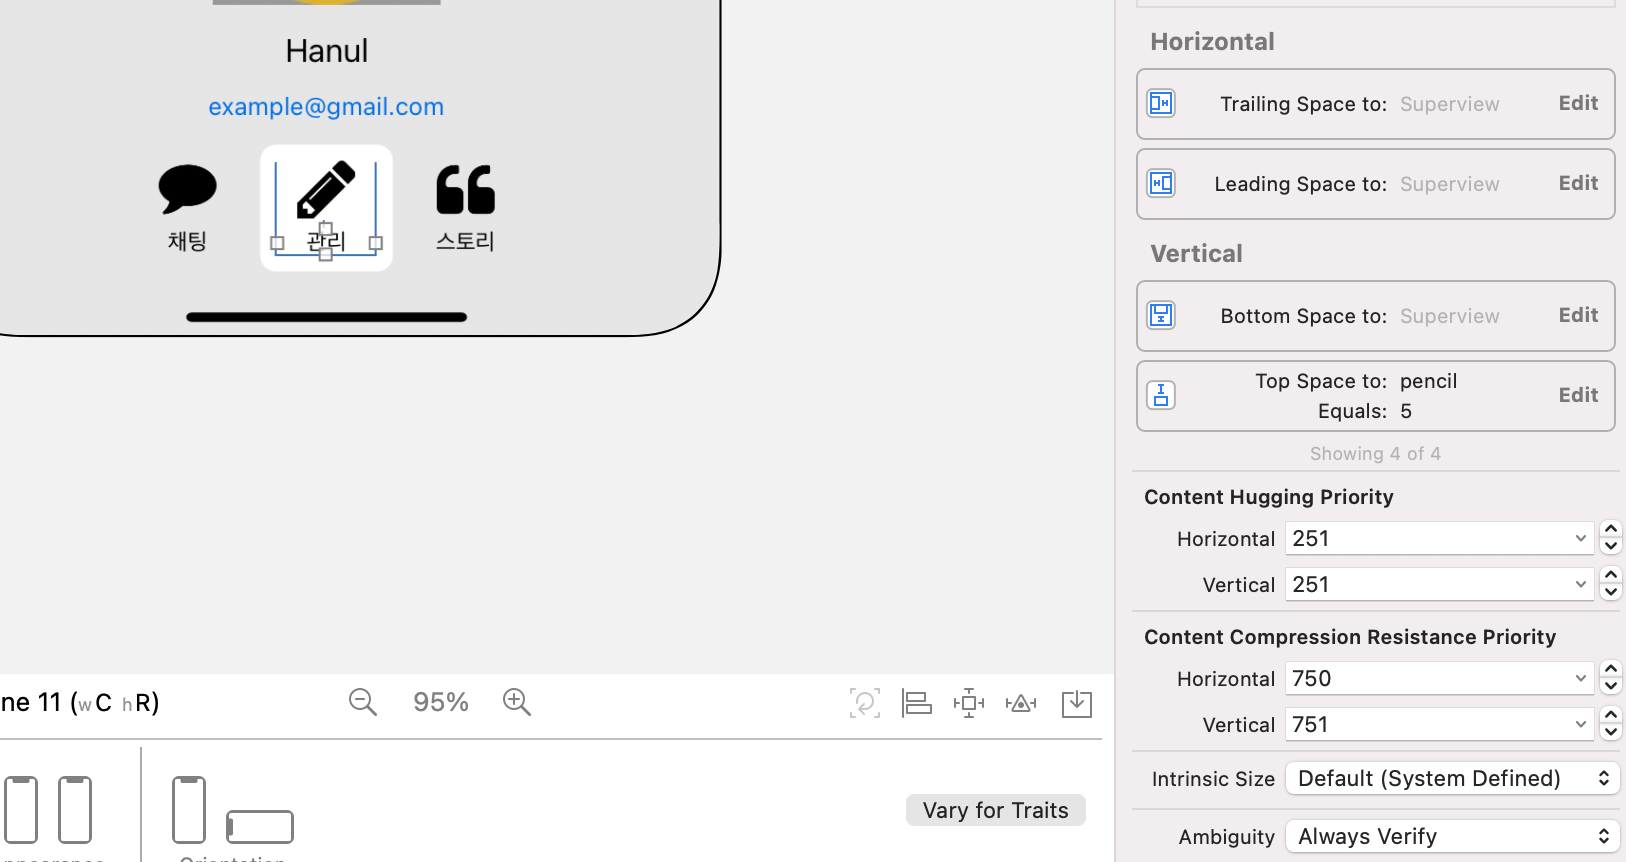 Hanul
example@gmail.com
채팅
관리
스토리
Horizontal
Trailing Space to: Superview Edit
Leading Space to: Superview Edit
Vertical
Bottom Space to: Superview Edit
Top Space to: pencil
Equals: 5
Edit
Showing 4 of 4
Content Hugging Priority
Horizontal 251
Vertical 251
Content Compression Resistance Priority
Horizontal 750
Vertical 751
Intrinsic Size Default (System Defined)
Ambiguity Always Verify
ne 11 (wC hR)
95%
Vary for Traits
Orientation